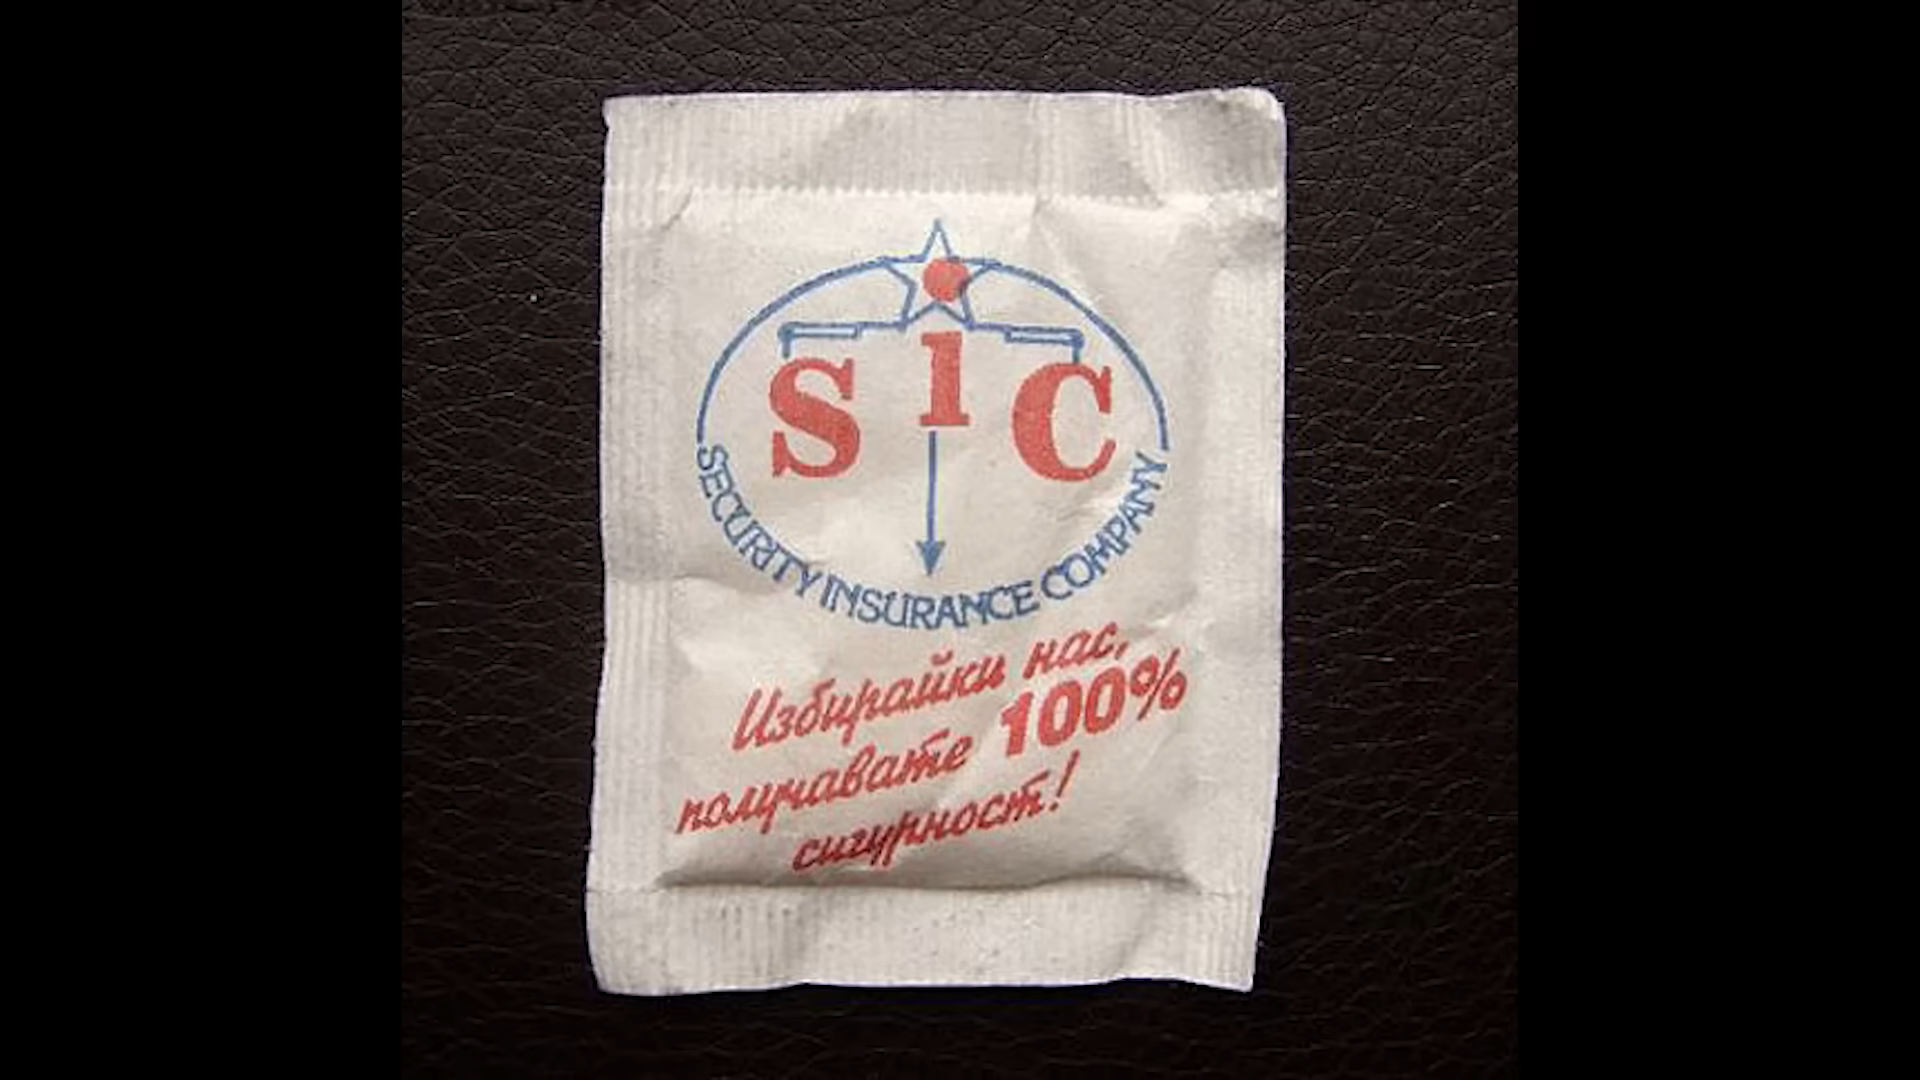 SiC
SECURITY INSURANCE COMPANY
Избирайки нас,
получавате 100%
сигурност!